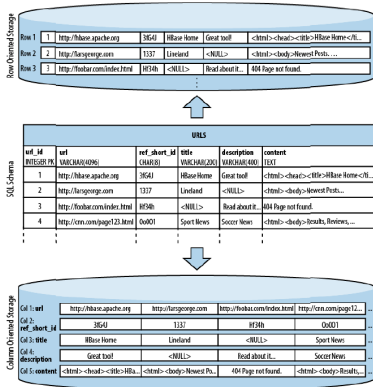 Row Oriented Storage
Row 1 1 http://hbase.apache.org 3fG4J HBase Home Great tool! <html><head><title>HBase Home</ti...
Row 2 2 http://larsgeorge.com 1337 Lineland <NULL> <html><body>Newest Posts. . . .
Row 3 3 http://foobar.com/index.html Hf34h <NULL> Read about it... 404 Page not found.
SQL Schema
URLS
url_id url ref_short_id title description content
INTEGER PK VARCHAR(4096) CHAR(8) VARCHAR(200) VARCHAR(400) TEXT
1 http://hbase.apache.org 3fG4J HBase Home Great tool! <html><head><title>HBase Home</ti...
2 http://larsgeorge.com 1337 Lineland <NULL> <html><body>Newest Posts...
3 http://foobar.com/index.html Hf34h <NULL> Read about it... 404 Page not found.
4 http://cnn.com/page123.html Oo0O1 Sport News Soccer News <html><body>Results, Reviews, ...
Column Oriented Storage
Col 1: url http://hbase.apache.org http://larsgeorge.com http://foobar.com/index.html http://cnn.com/page12... ...
Col 2: ref_short_id 3fG4J 1337 Hf34h Oo0O1 ...
Col 3: title HBase Home Lineland <NULL> Sport News ...
Col 4: description Great tool! <NULL> Read about it... Soccer News ...
Col 5: content <html><head><title>HBa... <html><body>Newest Po... 404 Page not found. <html><body>Results,... ...